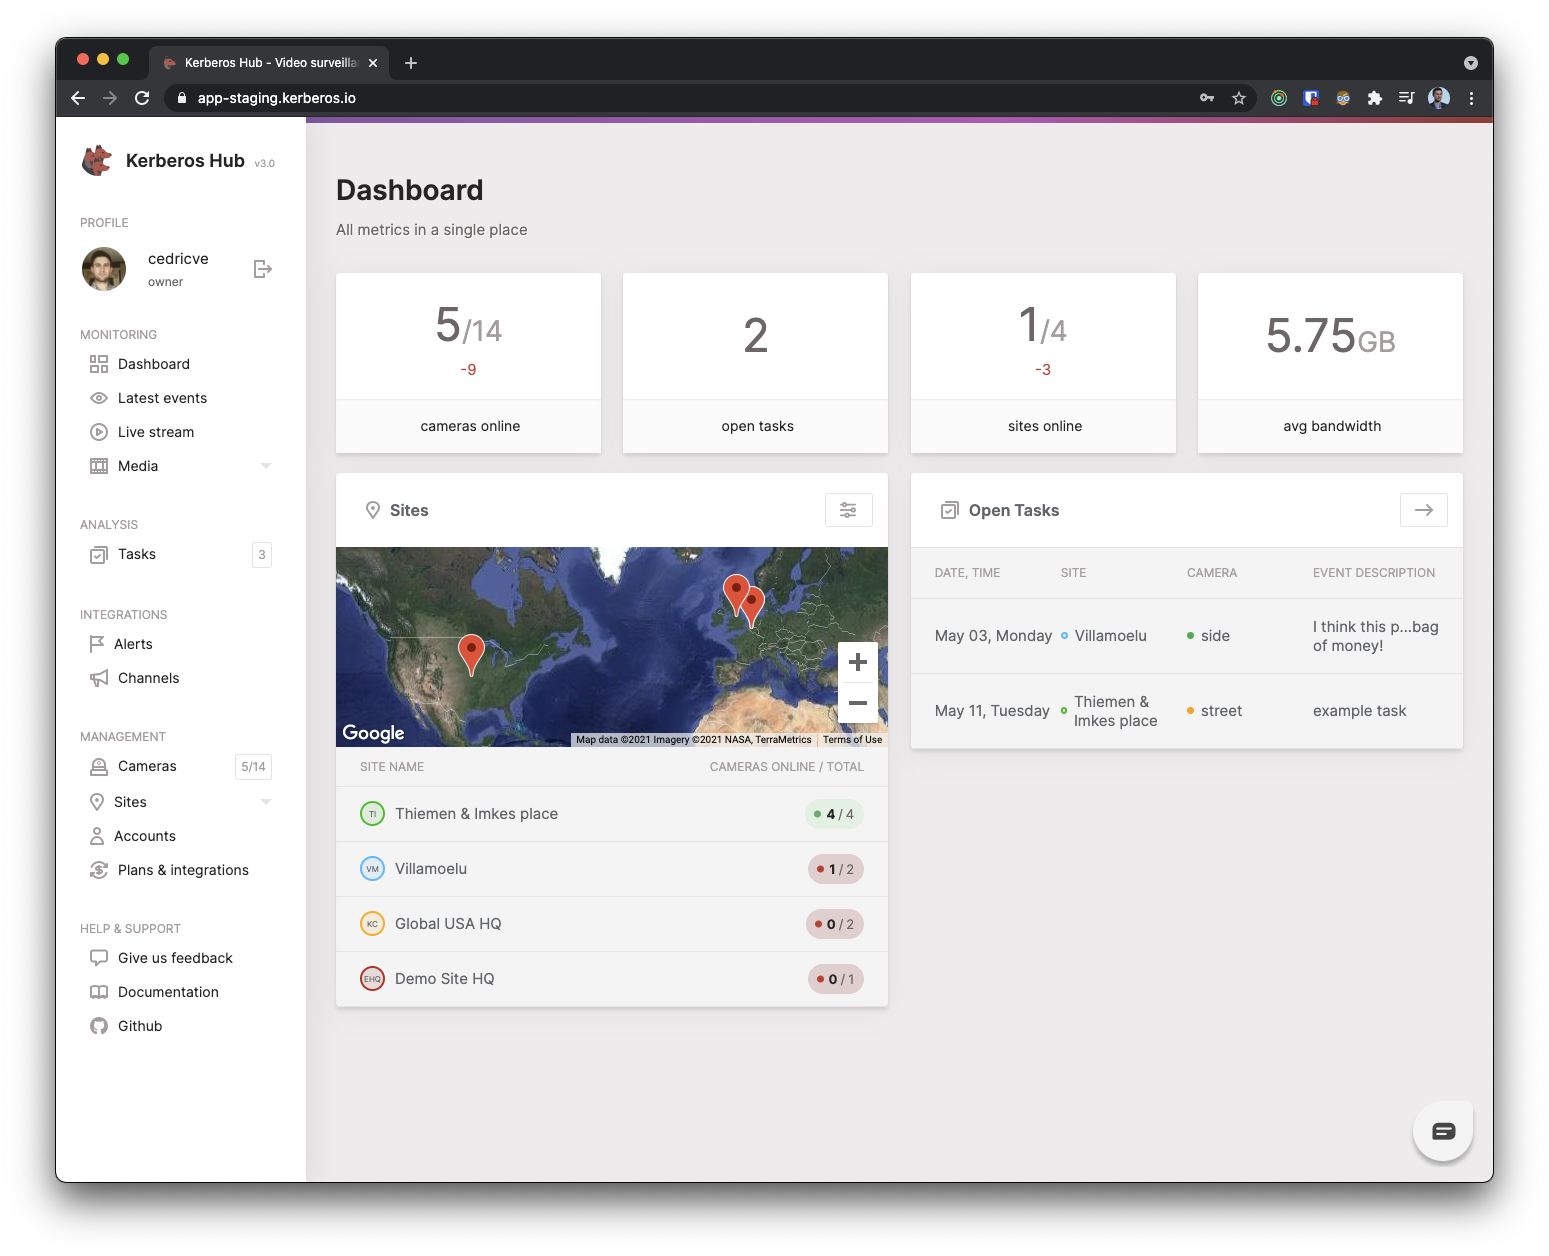 Kerberos Hub - Video surveilla
app-staging.kerberos.io
Kerberos Hub v3.0
PROFILE
cedricve
owner
MONITORING
Dashboard
Latest events
Live stream
Media
ANALYSIS
Tasks 3
INTEGRATIONS
Alerts
Channels
MANAGEMENT
Cameras 5/14
Sites
Accounts
Plans & integrations
HELP & SUPPORT
Give us feedback
Documentation
Github
Dashboard
All metrics in a single place
5/14
-9
cameras online
2
open tasks
1/4
-3
sites online
5.75GB
avg bandwidth
Sites
Google
Map data ©2021 Imagery ©2021 NASA, TerraMetrics Terms of Use
SITE NAME CAMERAS ONLINE / TOTAL
TI Thiemen & Imkes place 4 / 4
VM Villamoelu 1 / 2
KC Global USA HQ 0 / 2
EHQ Demo Site HQ 0 / 1
Open Tasks
DATE, TIME SITE CAMERA EVENT DESCRIPTION
May 03, Monday Villamoelu side I think this p...bag
of money!
May 11, Tuesday Thiemen &
Imkes place street example task